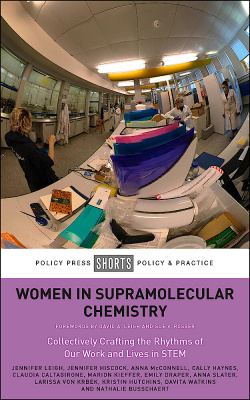 POLICY PRESS SHORTS POLICY & PRACTICE
WOMEN IN SUPRAMOLECULAR
CHEMISTRY
FOREWORDS BY DAVID A. LEIGH AND SUE V. ROSSER
Collectively Crafting the Rhythms of
Our Work and Lives in STEM
JENNIFER LEIGH, JENNIFER HISCOCK, ANNA McCONNELL, CALLY HAYNES,
CLAUDIA CALTAGIRONE, MARION KIEFFER, EMILY DRAPER, ANNA SLATER,
LARISSA VON KRBEK, KRISTIN HUTCHINS, DAVITA WATKINS
AND NATHALIE BUSSCHAERT